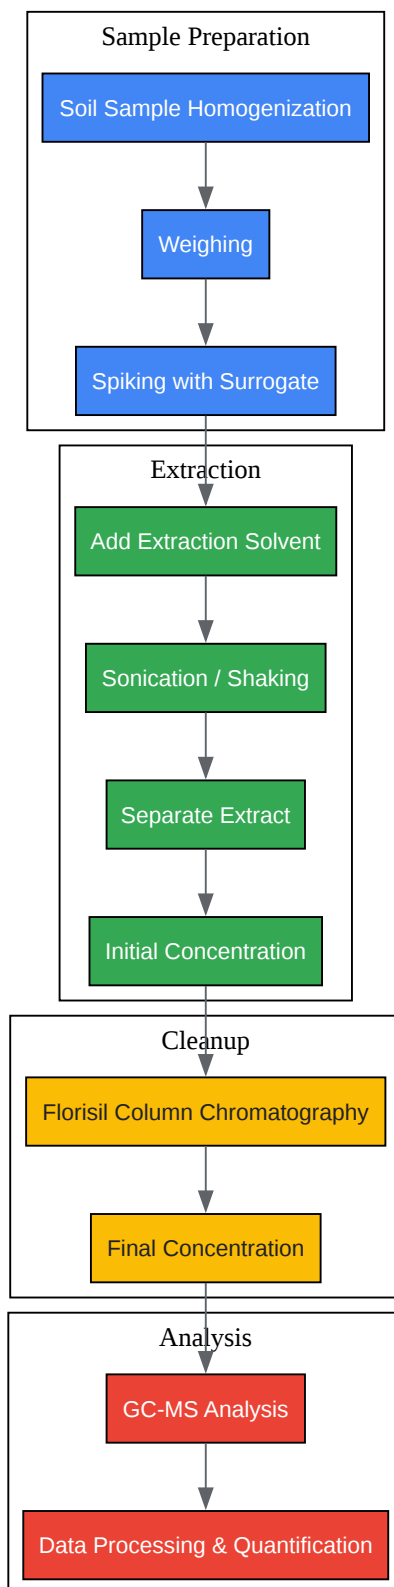 Sample Preparation
Soil Sample Homogenization
Weighing
Spiking with Surrogate
Extraction
Add Extraction Solvent
Sonication / Shaking
Separate Extract
Initial Concentration
Cleanup
Florisil Column Chromatography
Final Concentration
Analysis
GC-MS Analysis
Data Processing & Quantification